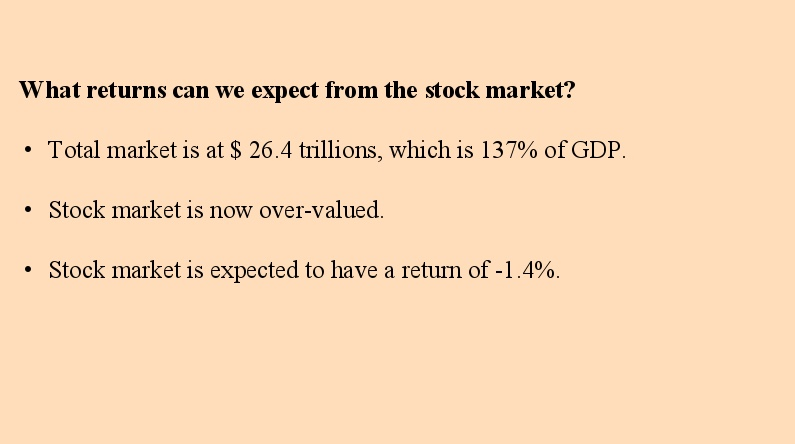 What returns can we expect from the stock market?
• Total market is at $ 26.4 trillions, which is 137% of GDP.
• Stock market is now over-valued.
• Stock market is expected to have a return of -1.4%.